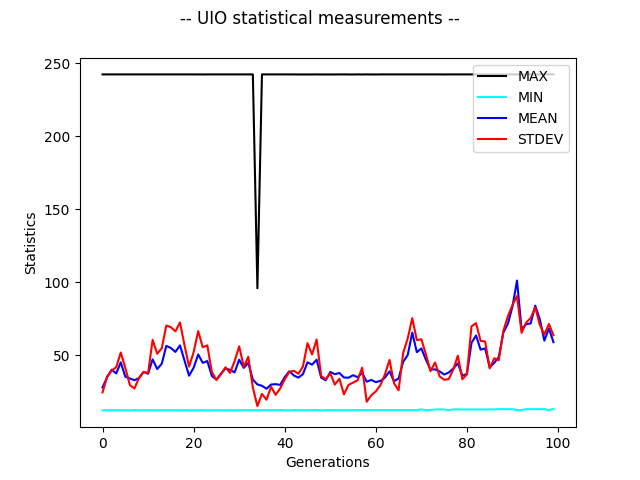 -- UIO statistical measurements --
250
200
150
100
50
Statistics
MAX
MIN
MEAN
STDEV
0 20 40 60 80 100
Generations